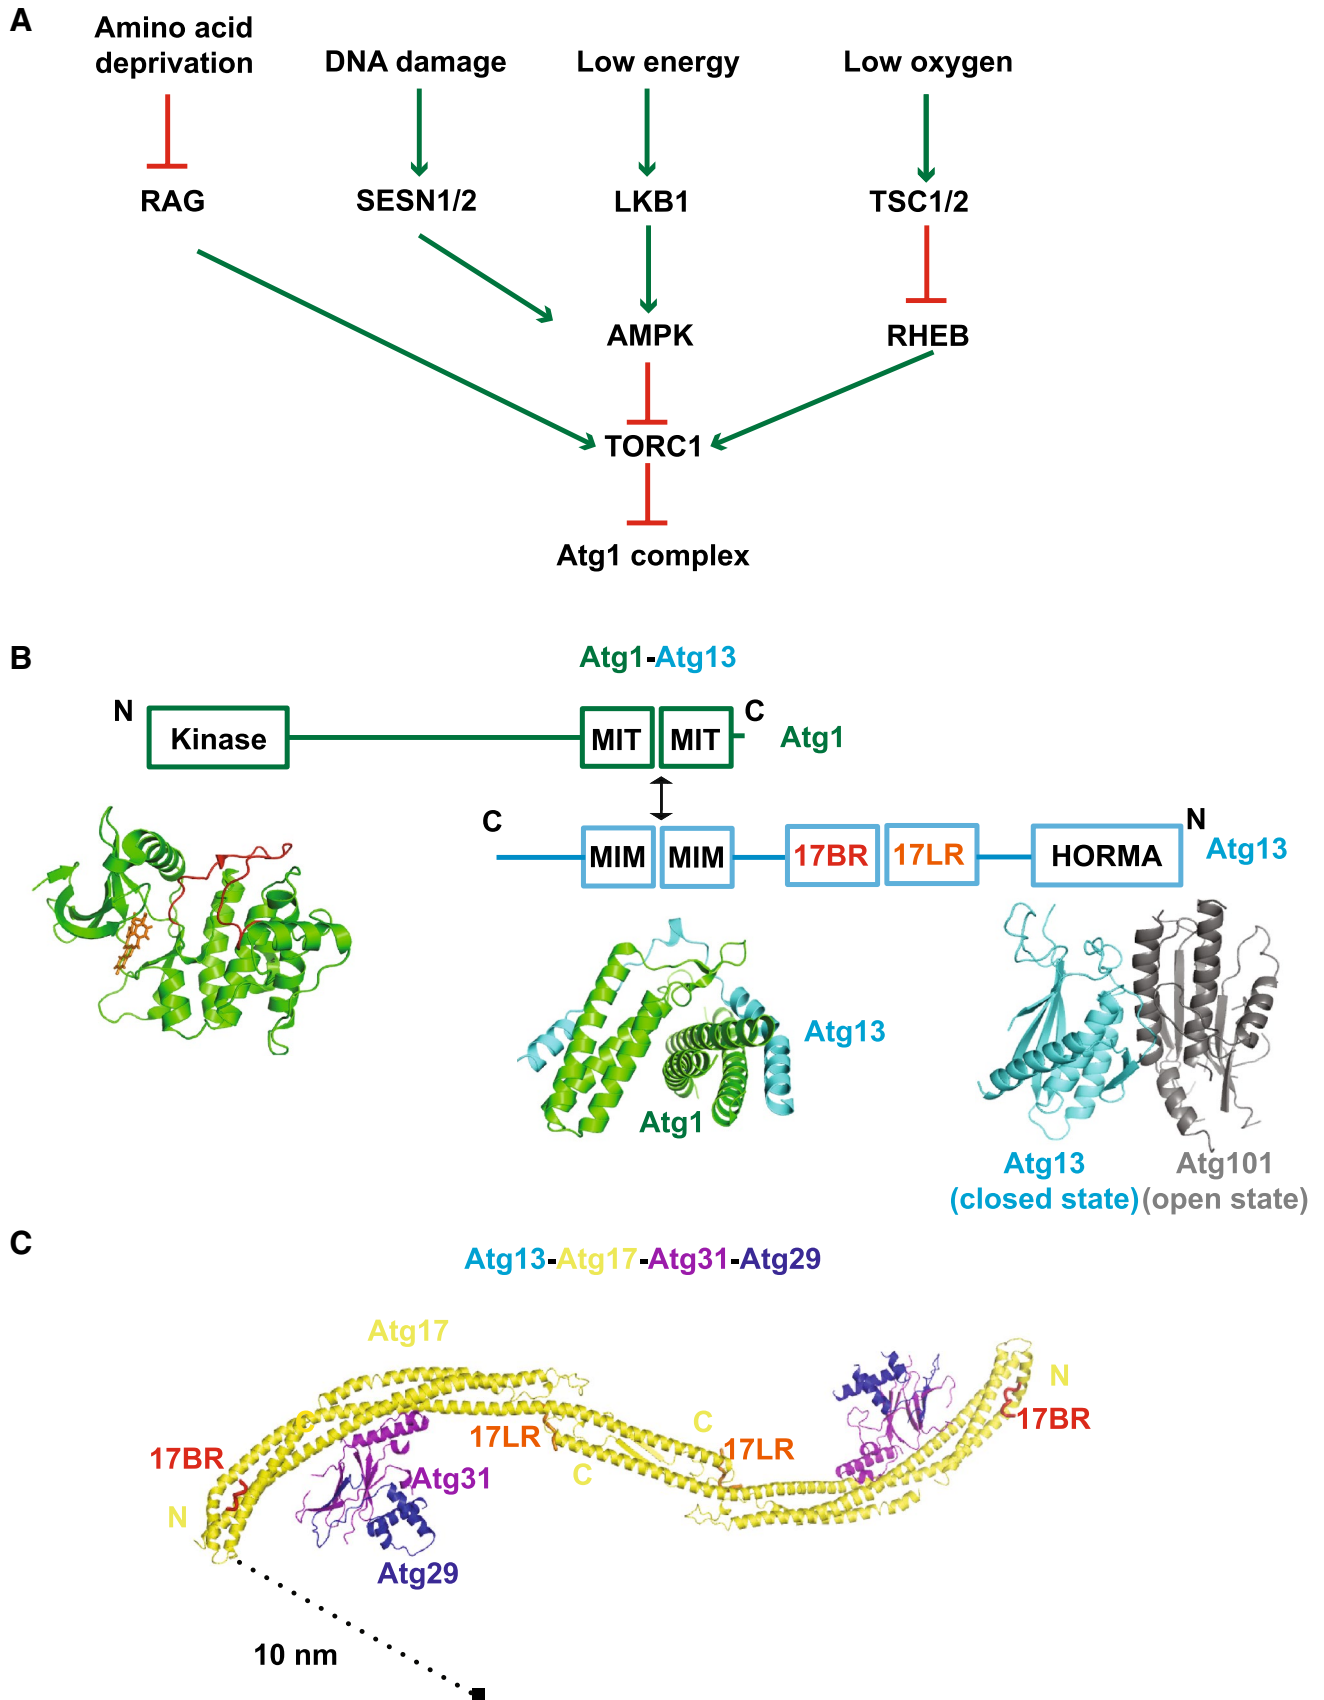 A
Amino acid
deprivation
DNA damage
Low energy
Low oxygen
RAG
SESN1/2
LKB1
TSC1/2
AMPK
RHEB
TORC1
Atg1 complex
B
Atg1-Atg13
N
Kinase
MIT
MIT
C
Atg1
C
MIM
MIM
17BR
17LR
HORMA
N
Atg13
Atg13
Atg1
Atg13
(closed state)
Atg101
(open state)
C
Atg13-Atg17-Atg31-Atg29
Atg17
N
17BR
17LR
C
C
17LR
N
17BR
Atg31
Atg29
10 nm